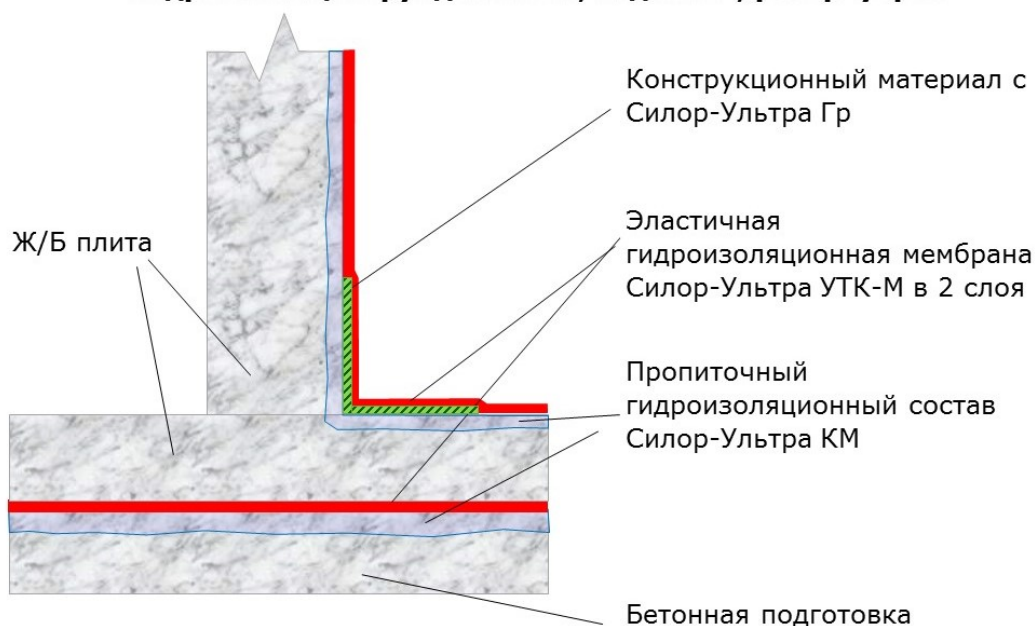 Конструкционный материал с
Силор-Ультра Гр
Эластичная
гидроизоляционная мембрана
Силор-Ультра УТК-М в 2 слоя
Ж/Б плита
Пропиточный
гидроизоляционный состав
Силор-Ультра КМ
Бетонная подготовка